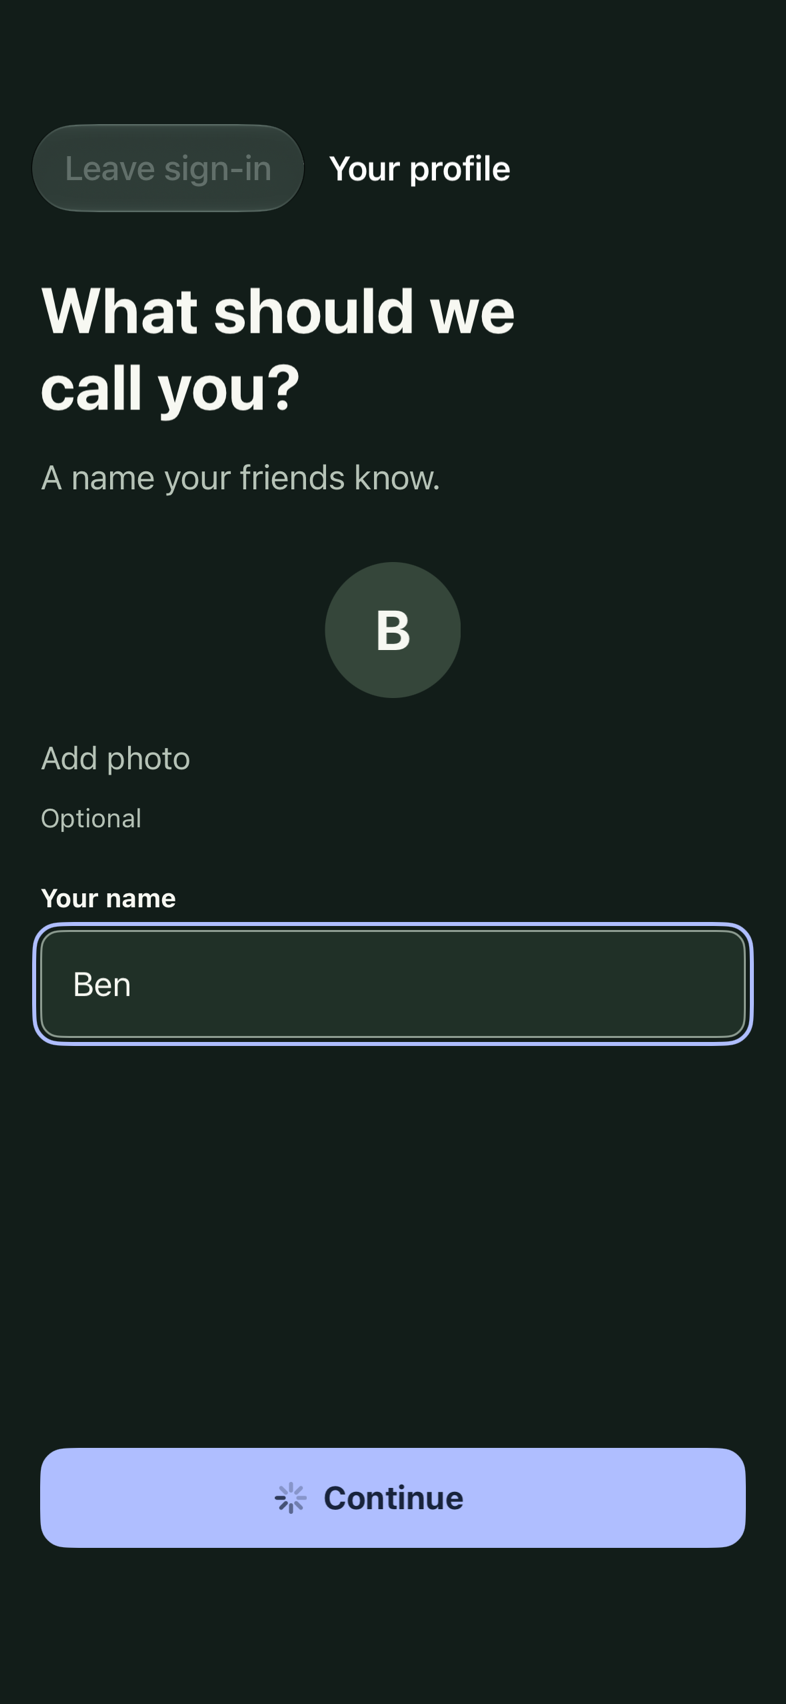 Leave sign-in
Your profile
What should we
call you?
A name your friends know.
B
Add photo
Optional
Your name
Ben
Continue